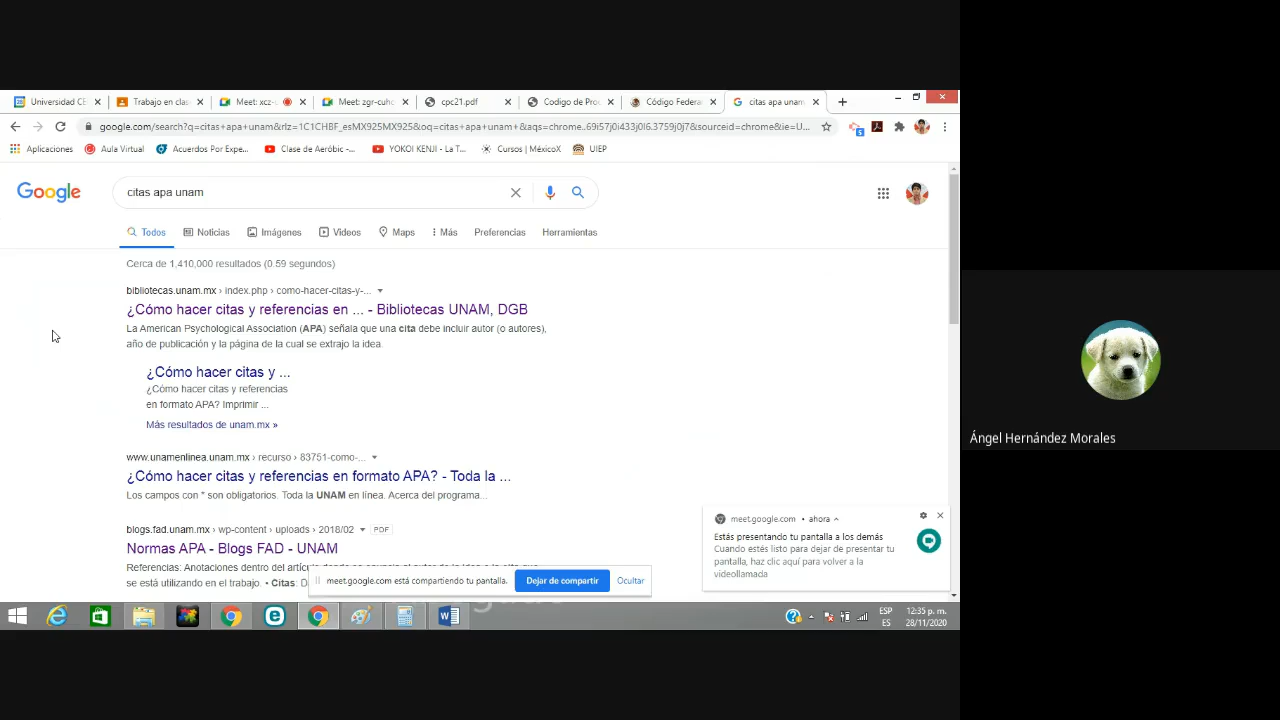 Universidad CE
Trabajo en clas
Meet: xcz-
Meet: zgr-cuhc
cpc21.pdf
Codigo de Proc
Código Federa
citas apa unam
google.com/search?q=citas+apa+unam&rlz=1C1CHBF_esMX925MX925&oq=citas+apa+unam+&aqs=chrome..69i57j0i433j0l6.3759j0j7&sourceid=chrome&ie=U...
Aplicaciones
Aula Virtual
Acuerdos Por Expe...
Clase de Aeróbic -...
YOKOI KENJI - La T...
Cursos | MéxicoX
UIEP
Google
citas apa unam
Todos
Noticias
Imágenes
Videos
Maps
Más
Preferencias
Herramientas
Cerca de 1,410,000 resultados (0.59 segundos)
bibliotecas.unam.mx › index.php › como-hacer-citas-y-...
¿Cómo hacer citas y referencias en ... - Bibliotecas UNAM, DGB
La American Psychological Association (APA) señala que una cita debe incluir autor (o autores),
año de publicación y la página de la cual se extrajo la idea.
¿Cómo hacer citas y ...
¿Cómo hacer citas y referencias
en formato APA? Imprimir ...
Más resultados de unam.mx »
www.unamenlinea.unam.mx › recurso › 83751-como-...
¿Cómo hacer citas y referencias en formato APA? - Toda la ...
Los campos con * son obligatorios. Toda la UNAM en línea. Acerca del programa...
blogs.fad.unam.mx › wp-content › uploads › 2018/02
PDF
Normas APA - Blogs FAD - UNAM
se está utilizando en el trabajo. • Citas: D
meet.google.com • ahora
Estás presentando tu pantalla a los demás
Cuando estés listo para dejar de presentar tu
pantalla, haz clic aquí para volver a la
videollamada
meet.google.com está compartiendo tu pantalla.
Dejar de compartir
Ocultar
ESP
ES
12:35 p. m.
28/11/2020
Ángel Hernández Morales